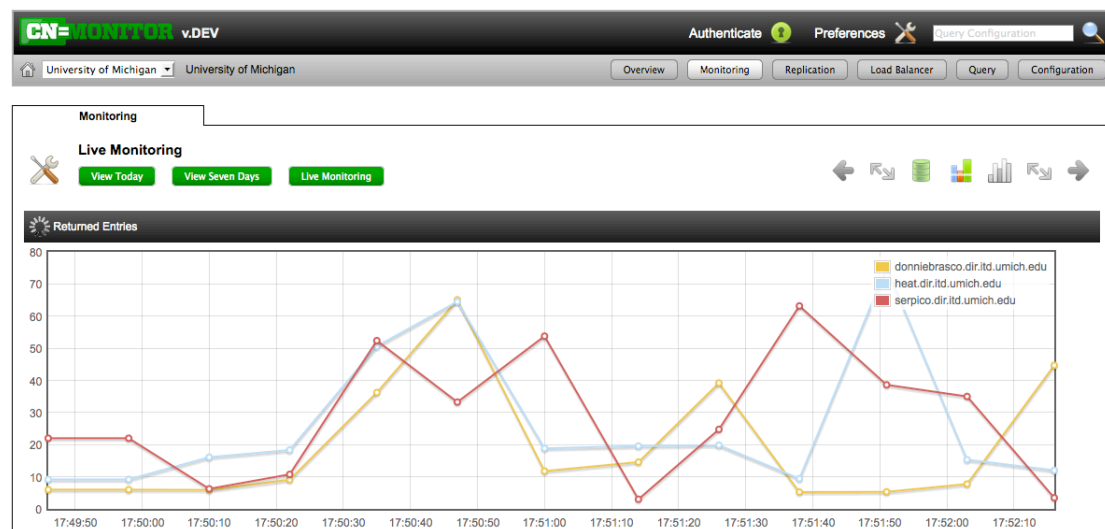 CN=MONITOR v.DEV
Authenticate Preferences Query Configuration
University of Michigan University of Michigan Overview Monitoring Replication Load Balancer Query Configuration
Monitoring
Live Monitoring
View Today View Seven Days Live Monitoring
Returned Entries
80
donniebrasco.dir.itd.umich.edu
70
heat.dir.itd.umich.edu
serpico.dir.itd.umich.edu
60
50
40
30
20
10
0
17:49:50 17:50:00 17:50:10 17:50:20 17:50:30 17:50:40 17:50:50 17:51:00 17:51:10 17:51:20 17:51:30 17:51:40 17:51:50 17:52:00 17:52:10